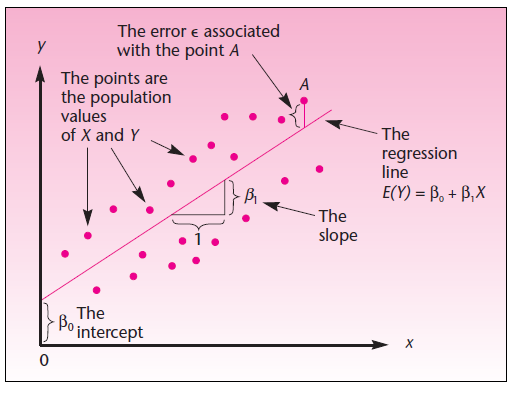 The error ϵ associated
with the point A
y
The points are
the population
values
of X and Y
A
The
regression
line
E(Y) = β₀ + β₁X
β₁
The
slope
1
β₀ The
intercept
x
0